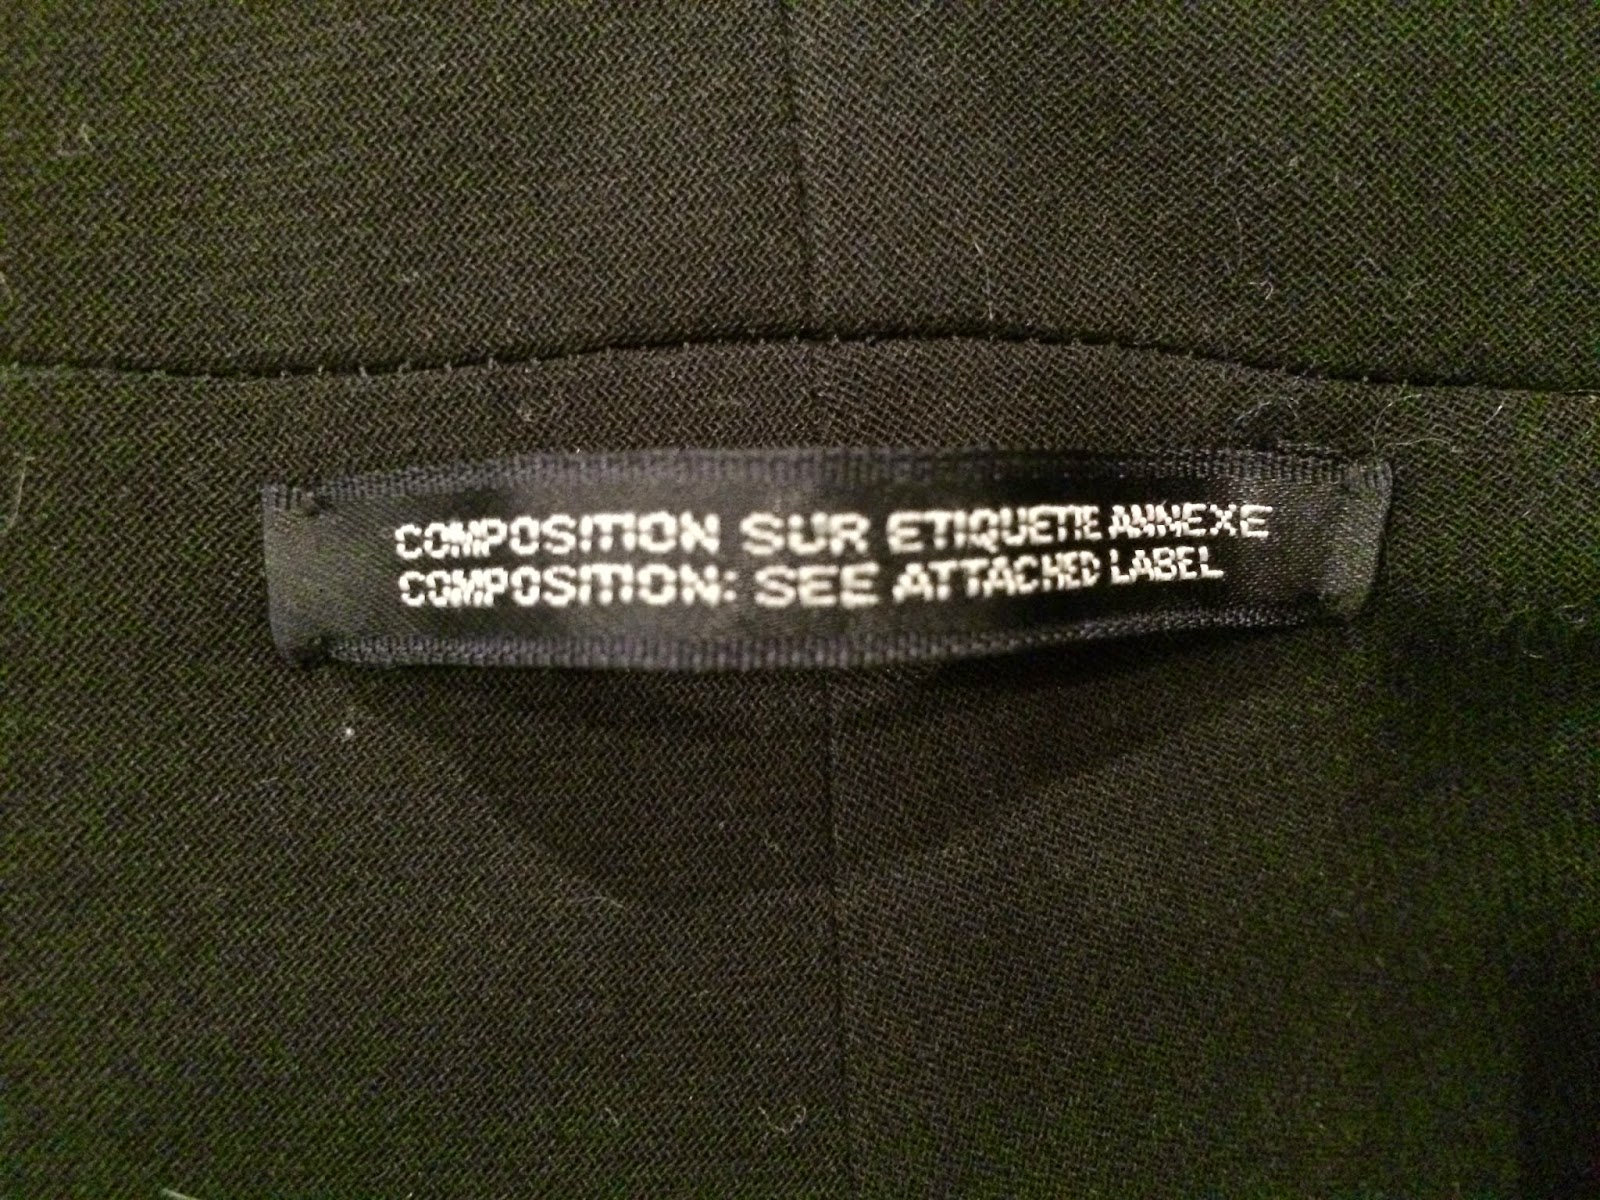 COMPOSITION SUR ETIQUETTE ANNEXE
COMPOSITION: SEE ATTACHED LABEL